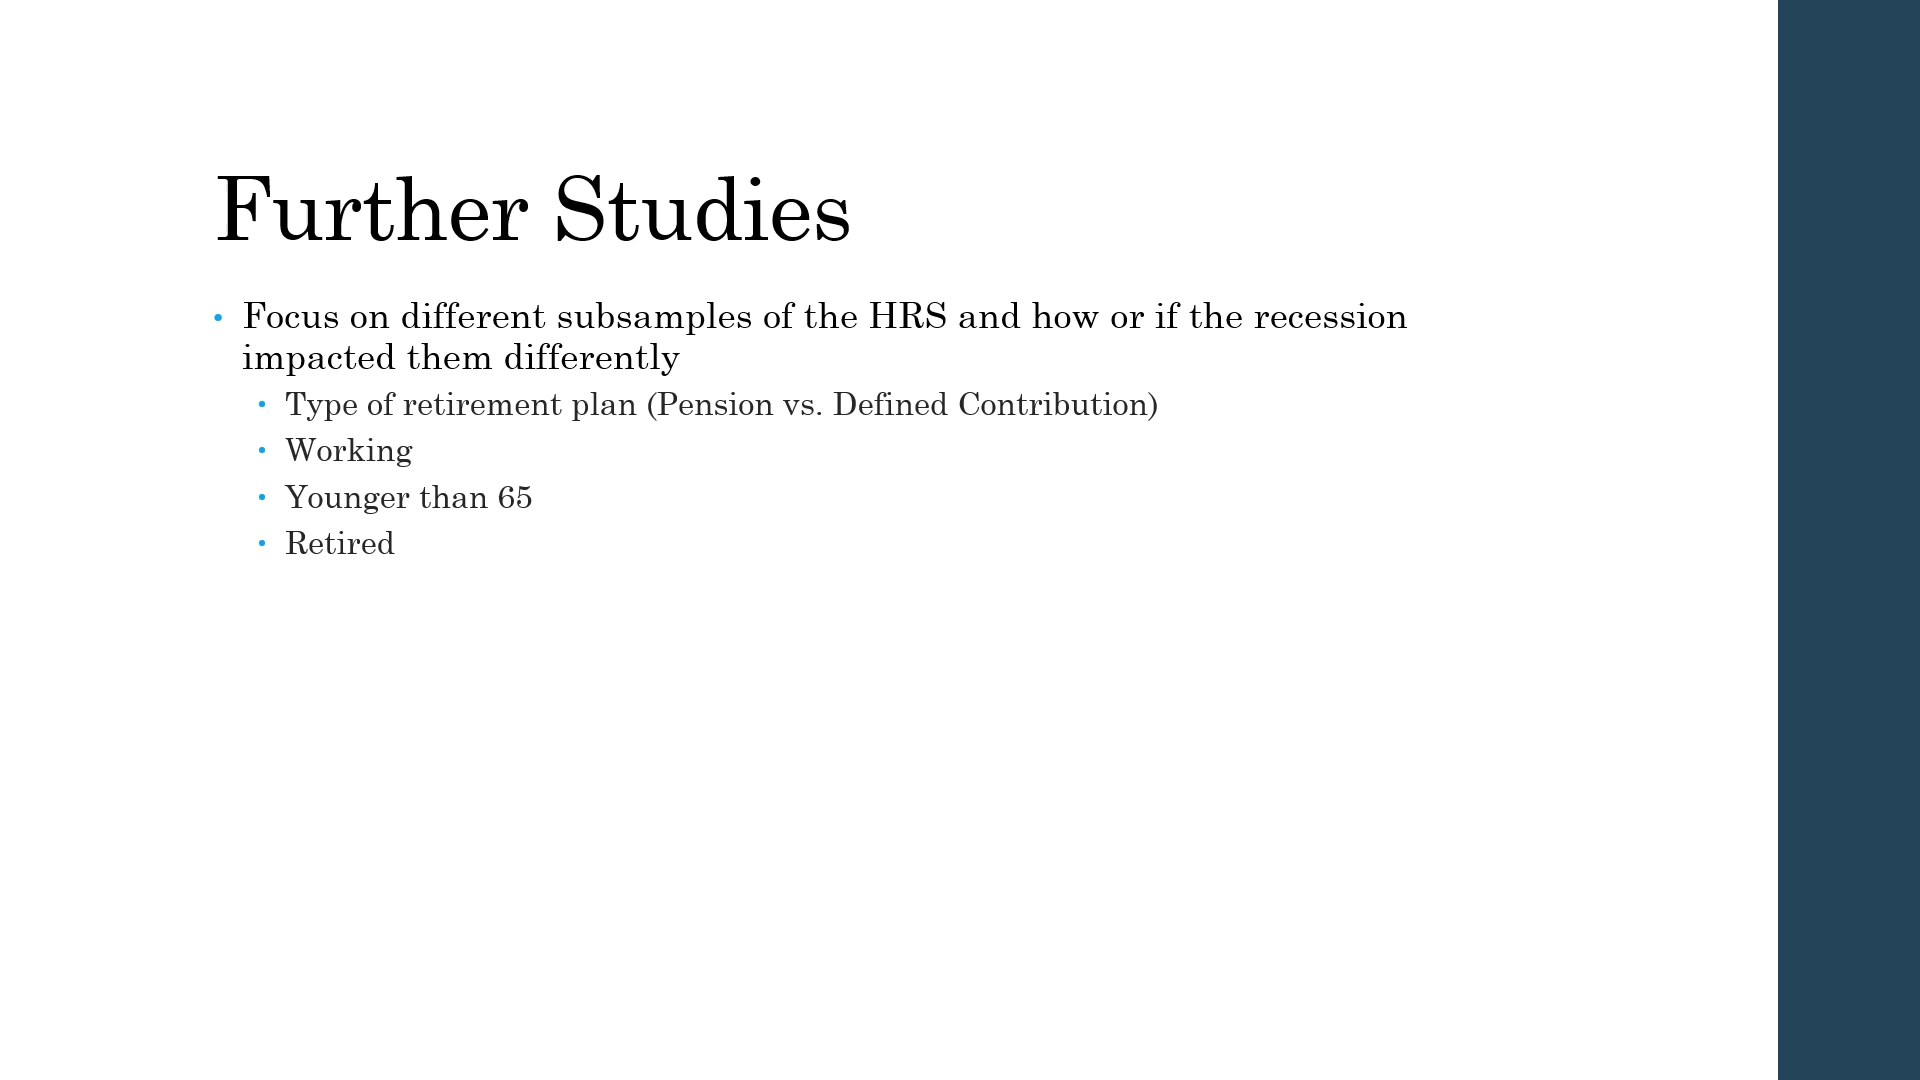 Further Studies
• Focus on different subsamples of the HRS and how or if the recession
impacted them differently
• Type of retirement plan (Pension vs. Defined Contribution)
• Working
• Younger than 65
• Retired